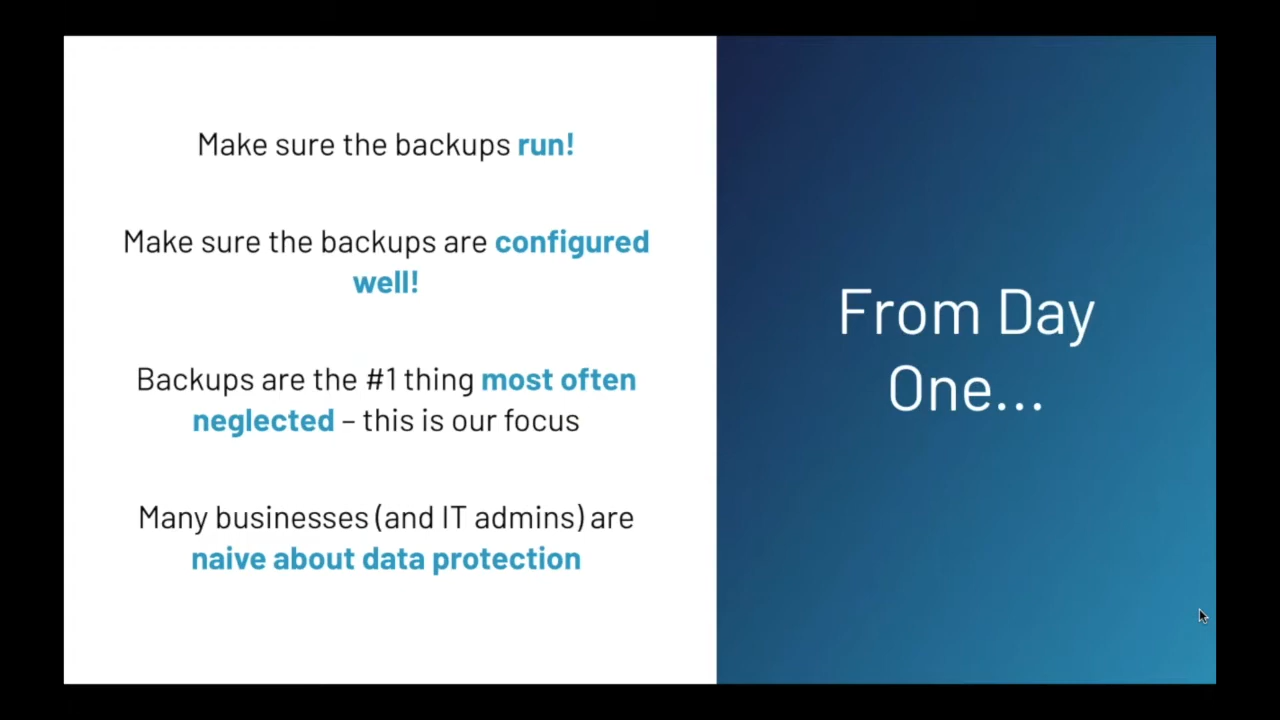 Make sure the backups run!
Make sure the backups are configured
well!
Backups are the #1 thing most often
neglected – this is our focus
Many businesses (and IT admins) are
naive about data protection
From Day
One...